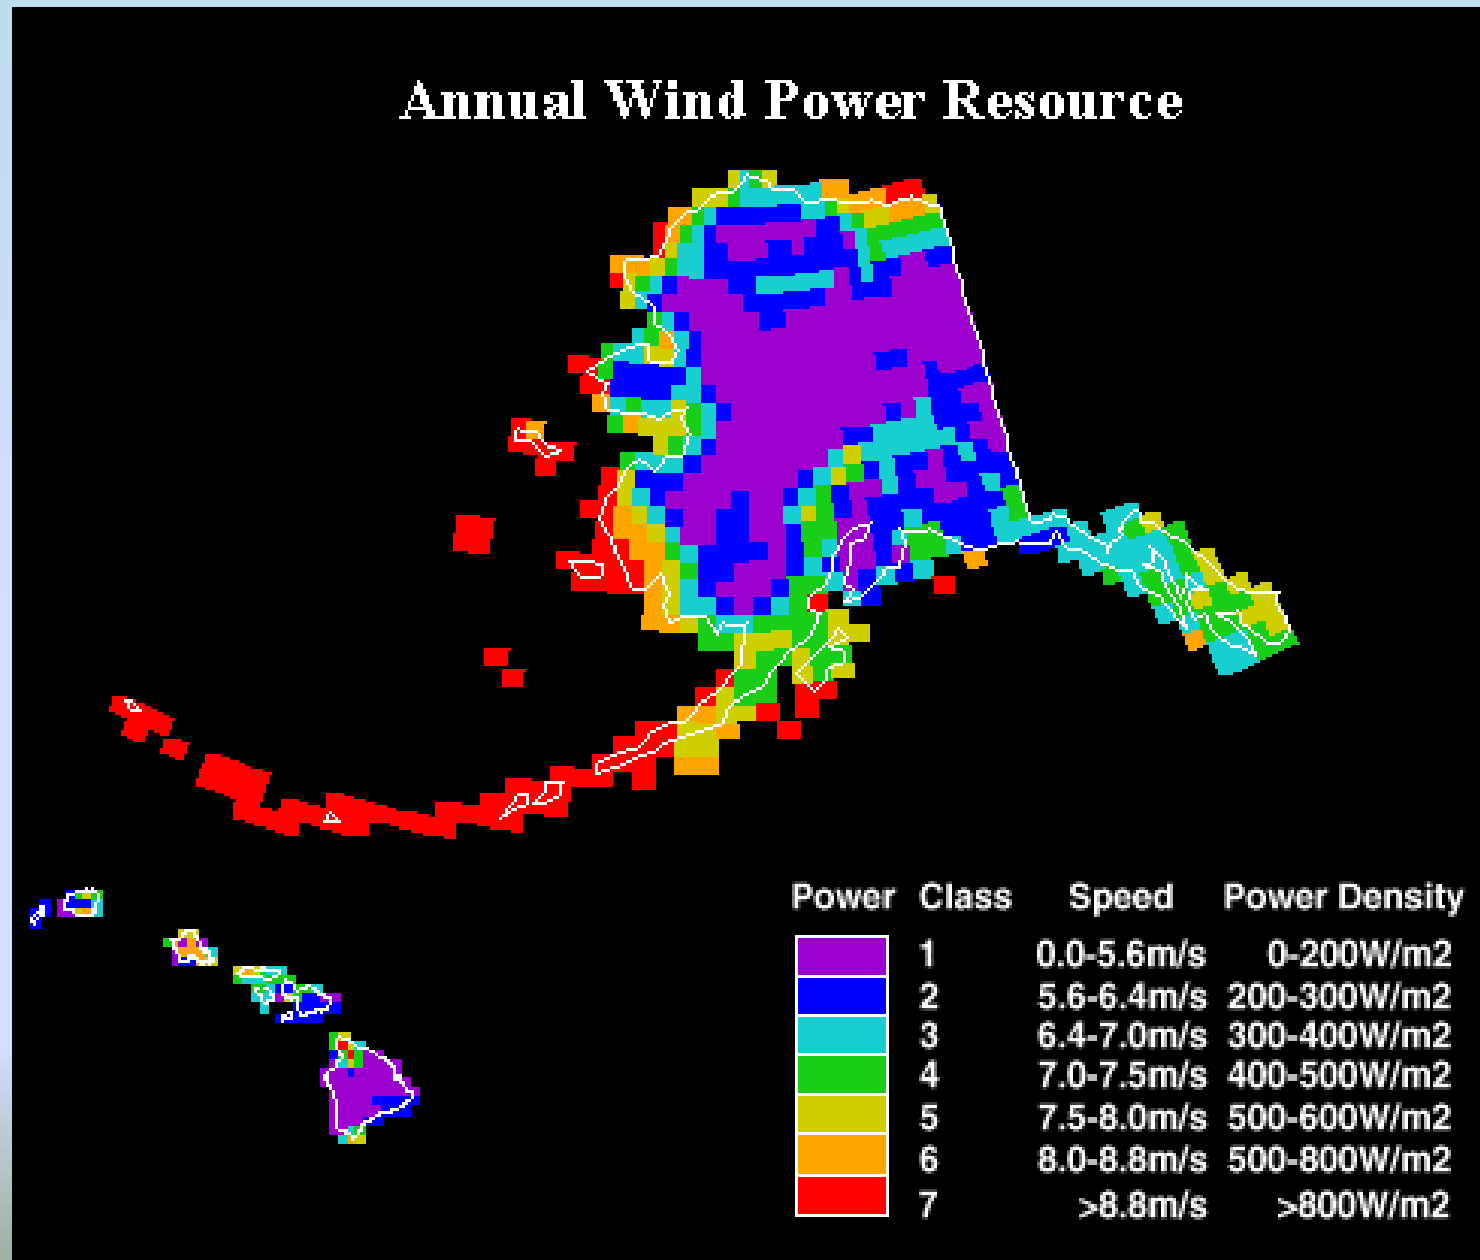 Annual Wind Power Resource
Power Class Speed Power Density
1 0.0-5.6m/s 0-200W/m2
2 5.6-6.4m/s 200-300W/m2
3 6.4-7.0m/s 300-400W/m2
4 7.0-7.5m/s 400-500W/m2
5 7.5-8.0m/s 500-600W/m2
6 8.0-8.8m/s 500-800W/m2
7 >8.8m/s >800W/m2